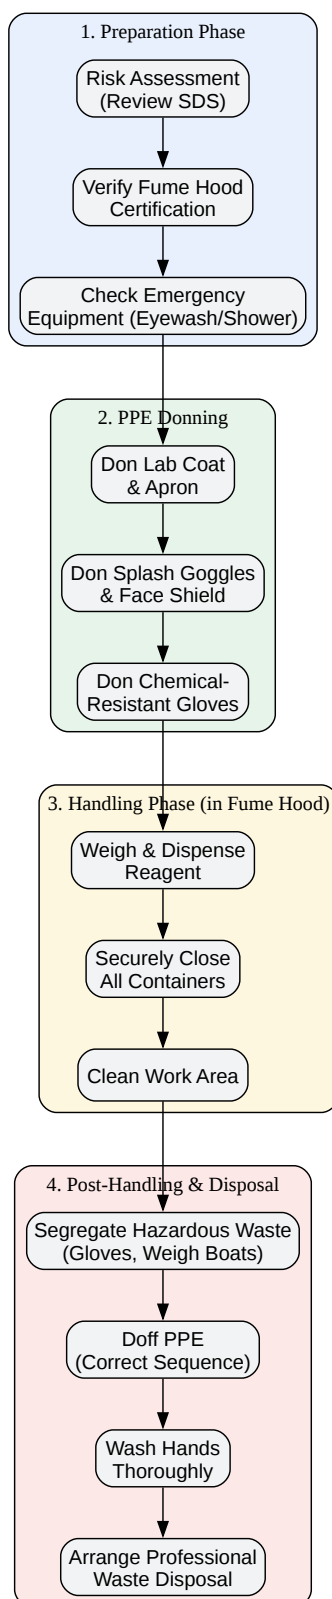 1. Preparation Phase
Risk Assessment
(Review SDS)
Verify Fume Hood
Certification
Check Emergency
Equipment (Eyewash/Shower)
2. PPE Donning
Don Lab Coat
& Apron
Don Splash Goggles
& Face Shield
Don Chemical-
Resistant Gloves
3. Handling Phase (in Fume Hood)
Weigh & Dispense
Reagent
Securely Close
All Containers
Clean Work Area
4. Post-Handling & Disposal
Segregate Hazardous Waste
(Gloves, Weigh Boats)
Doff PPE
(Correct Sequence)
Wash Hands
Thoroughly
Arrange Professional
Waste Disposal